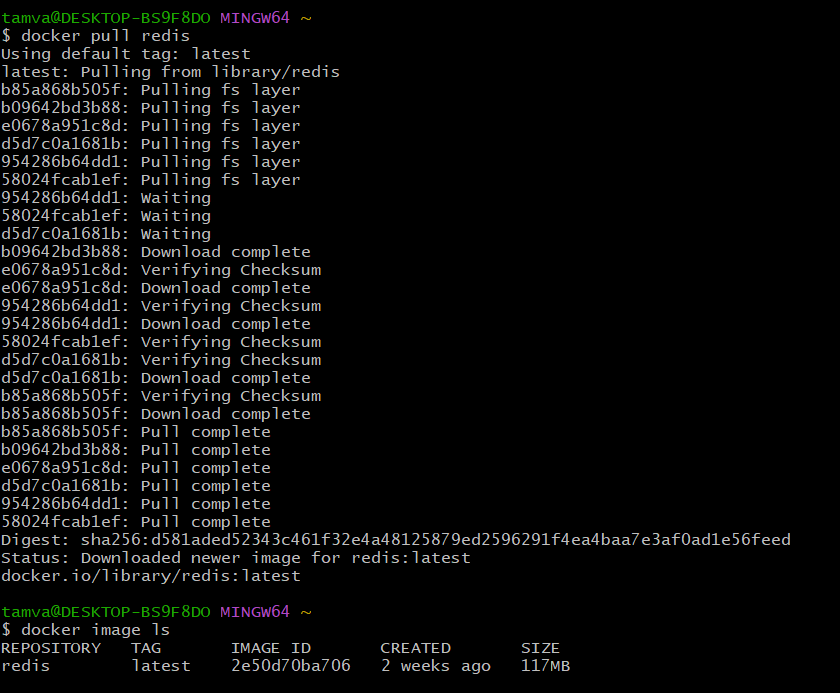 tamva@DESKTOP-BS9F8DO MINGW64 ~
$ docker pull redis
Using default tag: latest
latest: Pulling from library/redis
b85a868b505f: Pulling fs layer
b09642bd3b88: Pulling fs layer
e0678a951c8d: Pulling fs layer
d5d7c0a1681b: Pulling fs layer
954286b64dd1: Pulling fs layer
58024fcab1ef: Pulling fs layer
954286b64dd1: Waiting
58024fcab1ef: Waiting
d5d7c0a1681b: Waiting
b09642bd3b88: Download complete
e0678a951c8d: Verifying Checksum
e0678a951c8d: Download complete
954286b64dd1: Verifying Checksum
954286b64dd1: Download complete
58024fcab1ef: Verifying Checksum
d5d7c0a1681b: Verifying Checksum
d5d7c0a1681b: Download complete
b85a868b505f: Verifying Checksum
b85a868b505f: Download complete
b85a868b505f: Pull complete
b09642bd3b88: Pull complete
e0678a951c8d: Pull complete
d5d7c0a1681b: Pull complete
954286b64dd1: Pull complete
58024fcab1ef: Pull complete
Digest: sha256:d581aded52343c461f32e4a48125879ed2596291f4ea4baa7e3af0ad1e56feed
Status: Downloaded newer image for redis:latest
docker.io/library/redis:latest
tamva@DESKTOP-BS9F8DO MINGW64 ~
$ docker image ls
REPOSITORY   TAG       IMAGE ID       CREATED       SIZE
redis        latest    2e50d70ba706   2 weeks ago   117MB